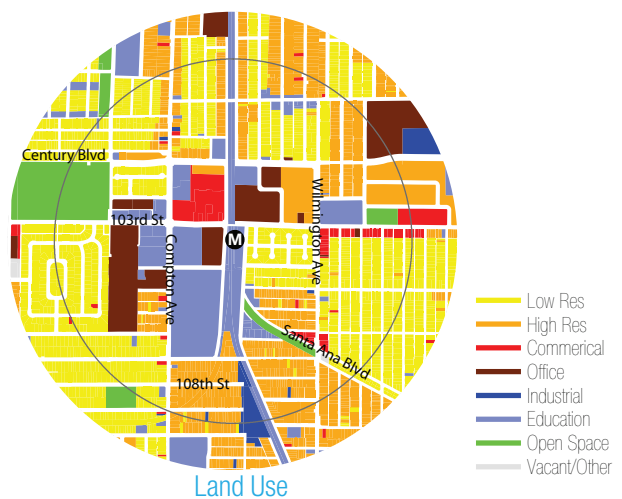 Century Blvd
103rd St
M
Wilmington Ave
Compton Ave
Santa Ana Blvd
108th St
Low Res
High Res
Commerical
Office
Industrial
Education
Open Space
Vacant/Other
Land Use